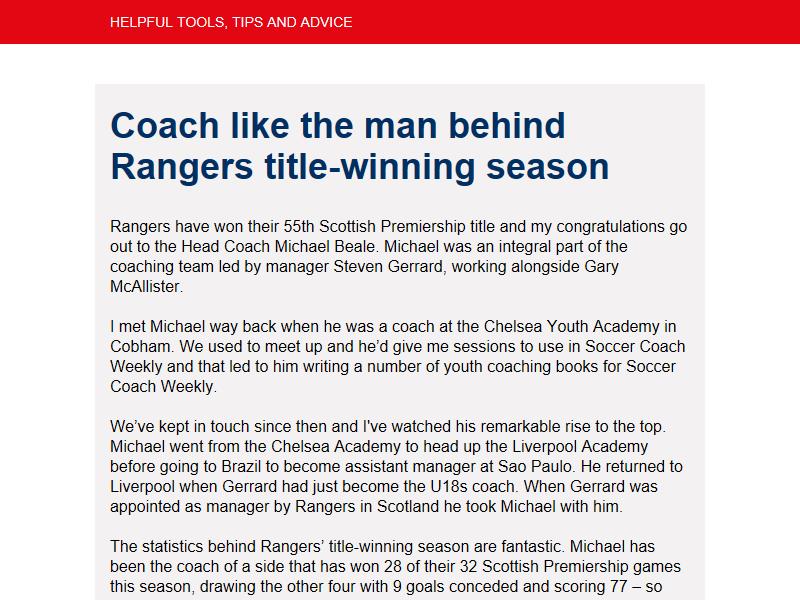 HELPFUL TOOLS, TIPS AND ADVICE
Coach like the man behind
Rangers title-winning season
Rangers have won their 55th Scottish Premiership title and my congratulations go
out to the Head Coach Michael Beale. Michael was an integral part of the
coaching team led by manager Steven Gerrard, working alongside Gary
McAllister.
I met Michael way back when he was a coach at the Chelsea Youth Academy in
Cobham. We used to meet up and he’d give me sessions to use in Soccer Coach
Weekly and that led to him writing a number of youth coaching books for Soccer
Coach Weekly.
We’ve kept in touch since then and I've watched his remarkable rise to the top.
Michael went from the Chelsea Academy to head up the Liverpool Academy
before going to Brazil to become assistant manager at Sao Paulo. He returned to
Liverpool when Gerrard had just become the U18s coach. When Gerrard was
appointed as manager by Rangers in Scotland he took Michael with him.
The statistics behind Rangers’ title-winning season are fantastic. Michael has
been the coach of a side that has won 28 of their 32 Scottish Premiership games
this season, drawing the other four with 9 goals conceded and scoring 77 – so